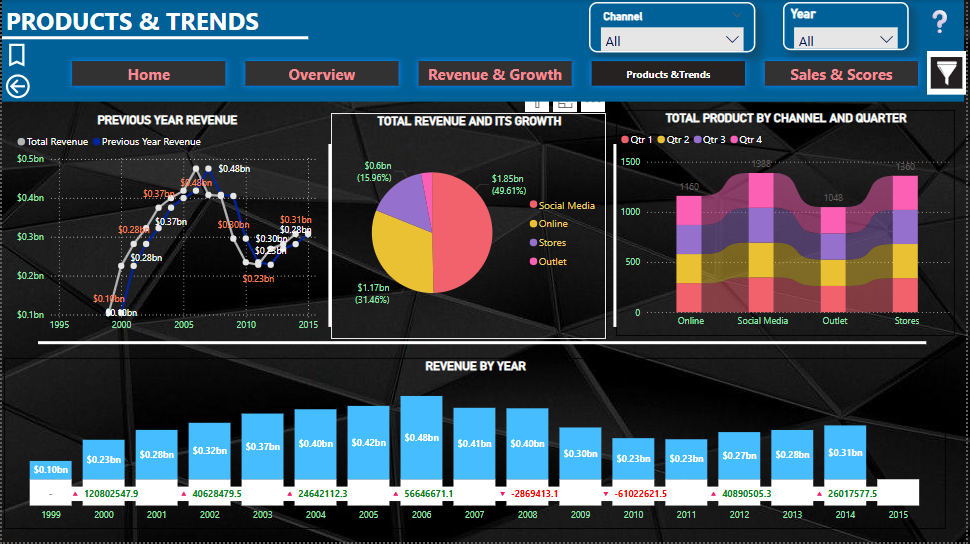 PRODUCTS & TRENDS
Channel
All
Year
All
?
Home
Overview
Revenue & Growth
Products &Trends
Sales & Scores
PREVIOUS YEAR REVENUE
Total Revenue Previous Year Revenue
$0.5bn
$0.4bn
$0.3bn
$0.2bn
$0.1bn
$0.48bn
$0.48bn
$0.37bn
$0.37bn
$0.28bn
$0.28bn
$0.30bn
$0.30bn
$0.31bn
$0.28bn
$0.23bn
$0.23bn
$0.10bn
1995 2000 2005 2010 2015
TOTAL REVENUE AND ITS GROWTH
$0.6bn
(15.96%)
$1.85bn
(49.61%)
$1.17bn
(31.46%)
Social Media
Online
Stores
Outlet
TOTAL PRODUCT BY CHANNEL AND QUARTER
Qtr 1 Qtr 2 Qtr 3 Qtr 4
1500
1000
500
0
1160
1388
1048
1360
Online Social Media Outlet Stores
REVENUE BY YEAR
$0.10bn $0.23bn $0.28bn $0.32bn $0.37bn $0.40bn $0.42bn $0.48bn $0.41bn $0.40bn $0.30bn $0.23bn $0.23bn $0.27bn $0.28bn $0.31bn
- 120802547.9 40628479.5 24642112.3 56646671.1 -2869413.1 -61022621.5 40890505.3 26017577.5
1999 2000 2001 2002 2003 2004 2005 2006 2007 2008 2009 2010 2011 2012 2013 2014 2015